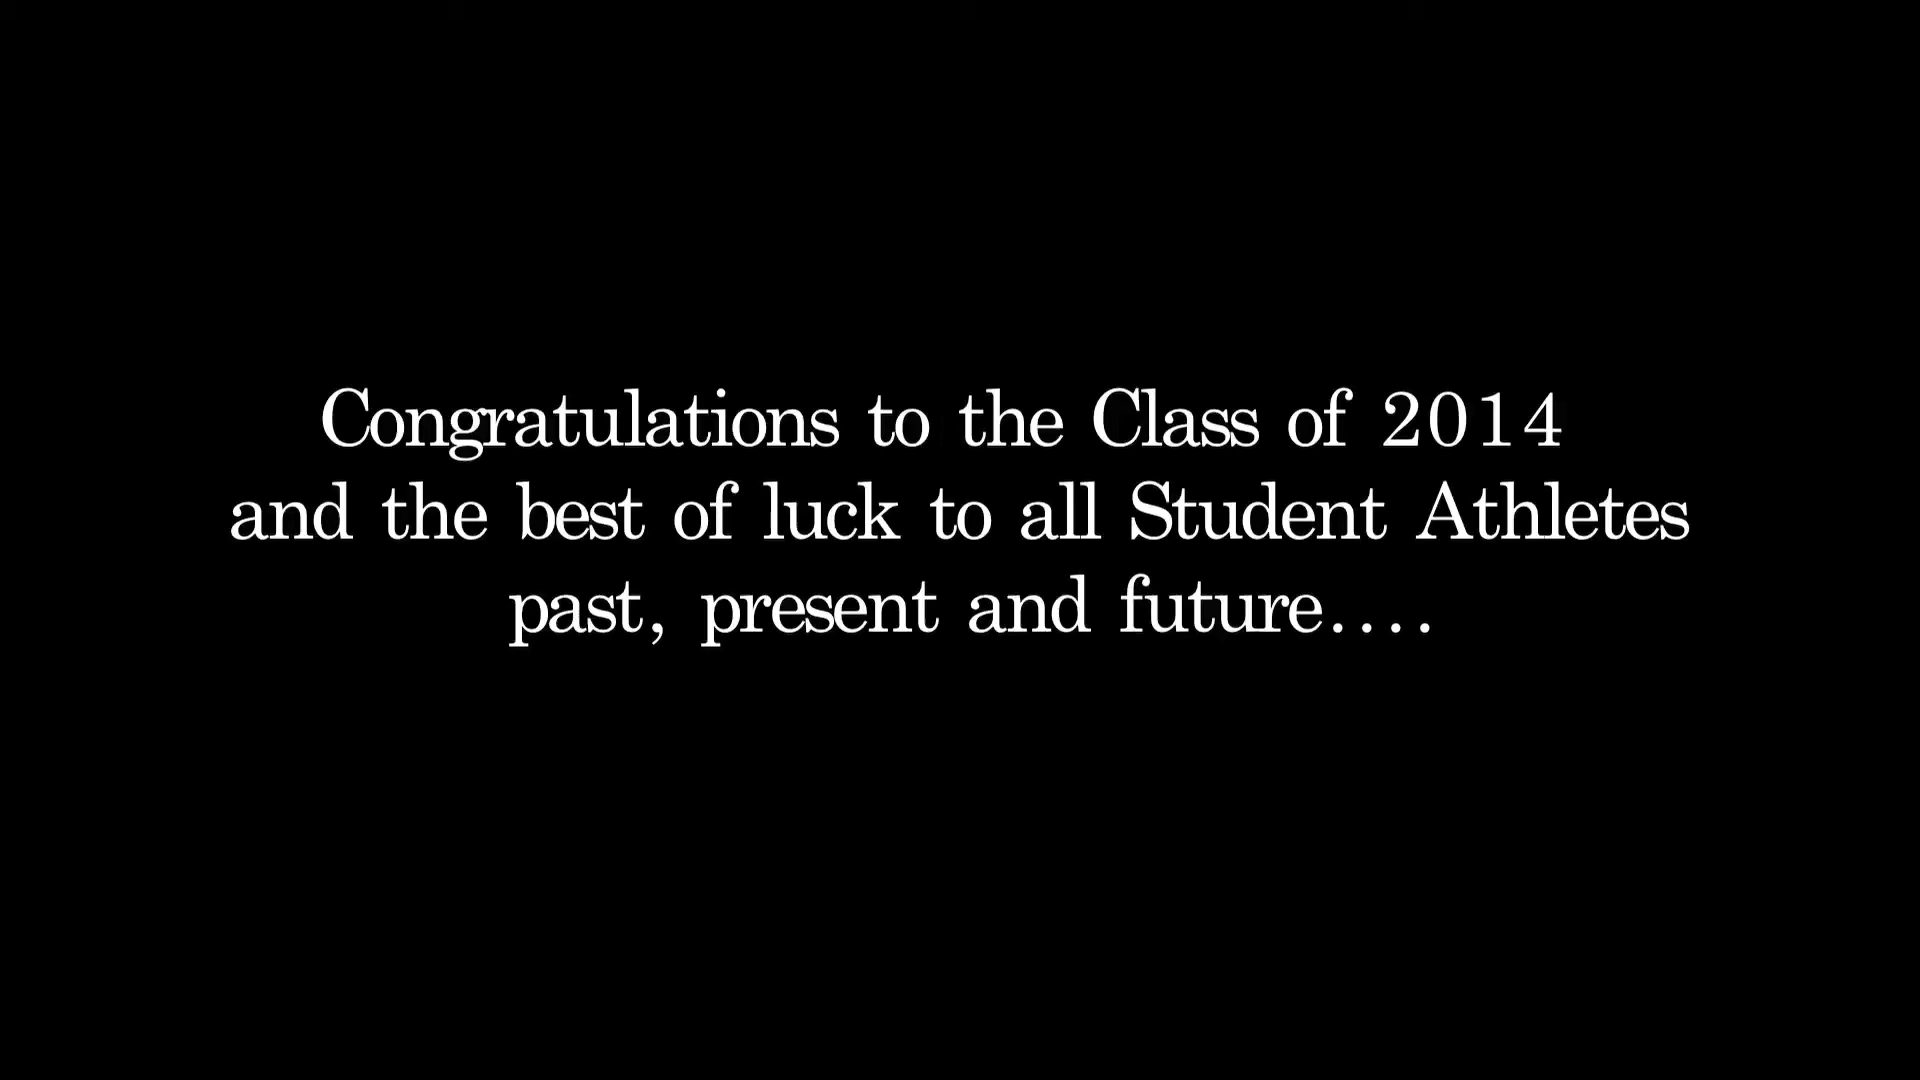 Congratulations to the Class of 2014
and the best of luck to all Student Athletes
past, present and future....